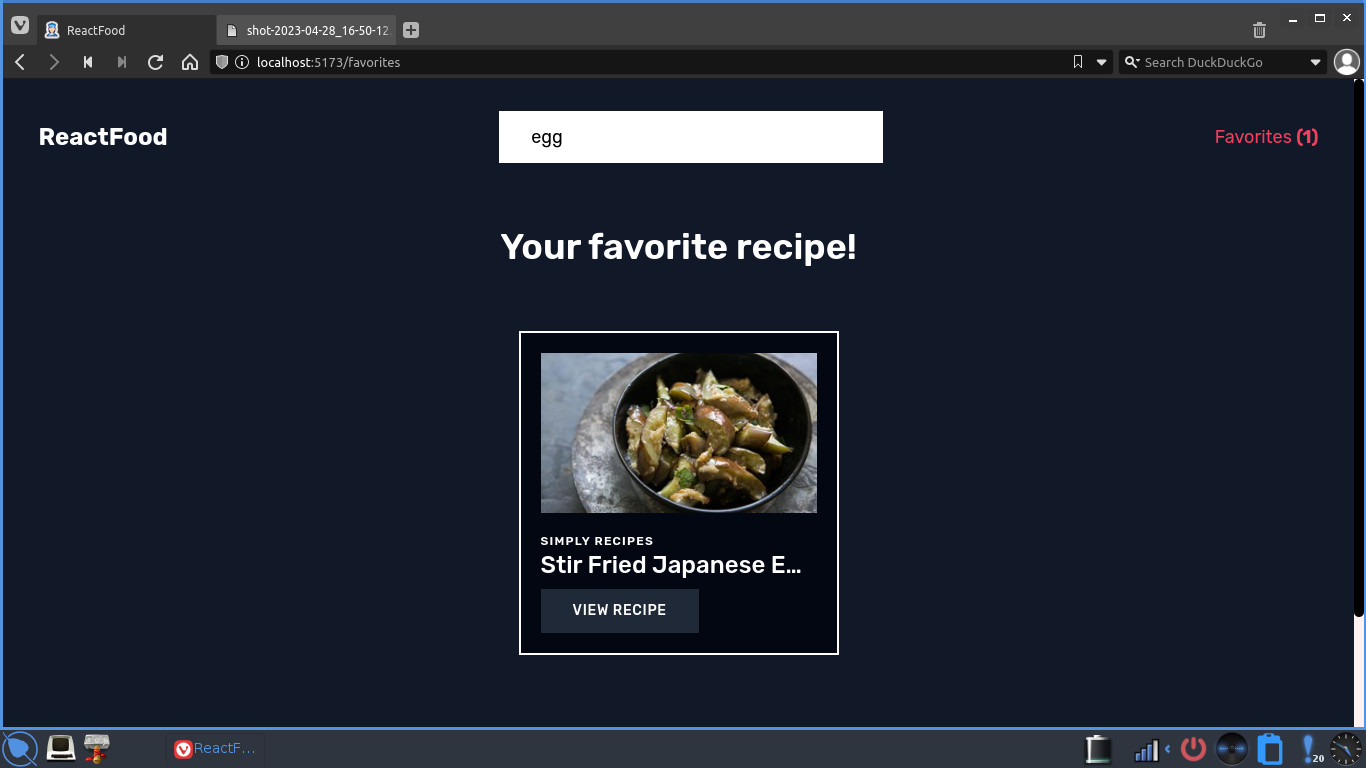 ReactFood
shot-2023-04-28_16-50-12
localhost:5173/favorites
Search DuckDuckGo
ReactFood
egg
Favorites (1)
Your favorite recipe!
SIMPLY RECIPES
Stir Fried Japanese E...
VIEW RECIPE
ReactF...
20